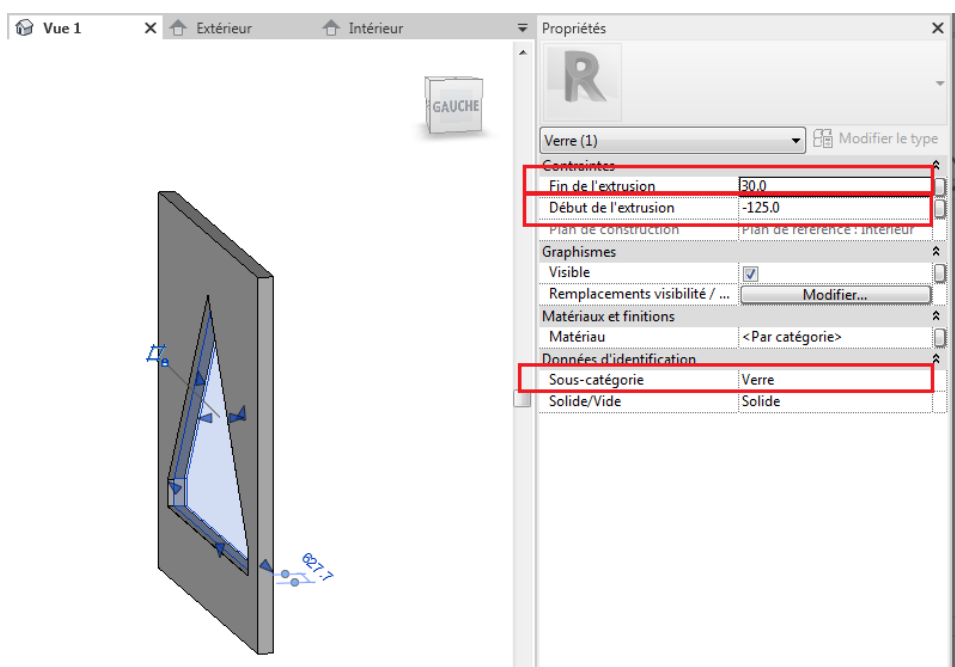 Vue 1
Extérieur
Intérieur
Propriétés
GAUCHE
R
Verre (1)
Modifier le type
Contraintes
Fin de l'extrusion 30.0
Début de l'extrusion -125.0
Plan de construction Plan de référence : Intérieur
Graphismes
Visible
Remplacements visibilité / ... Modifier...
Matériaux et finitions
Matériau <Par catégorie>
Données d'identification
Sous-catégorie Verre
Solide/Vide Solide
627.7